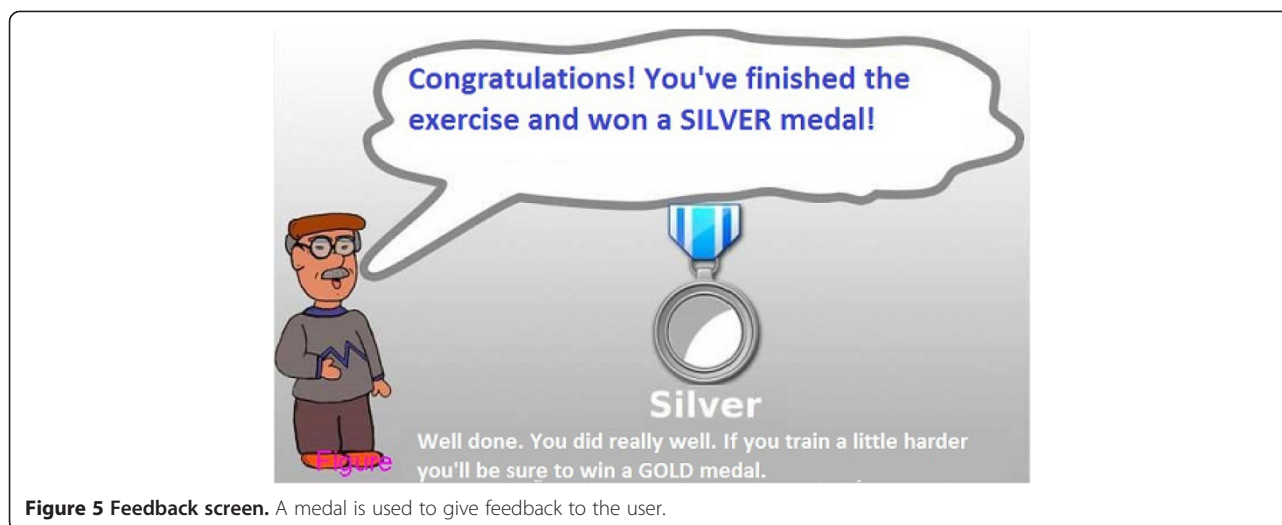 Congratulations! You've finished the
exercise and won a SILVER medal!
Silver
Well done. You did really well. If you train a little harder
you'll be sure to win a GOLD medal.
Figure
Figure 5 Feedback screen. A medal is used to give feedback to the user.